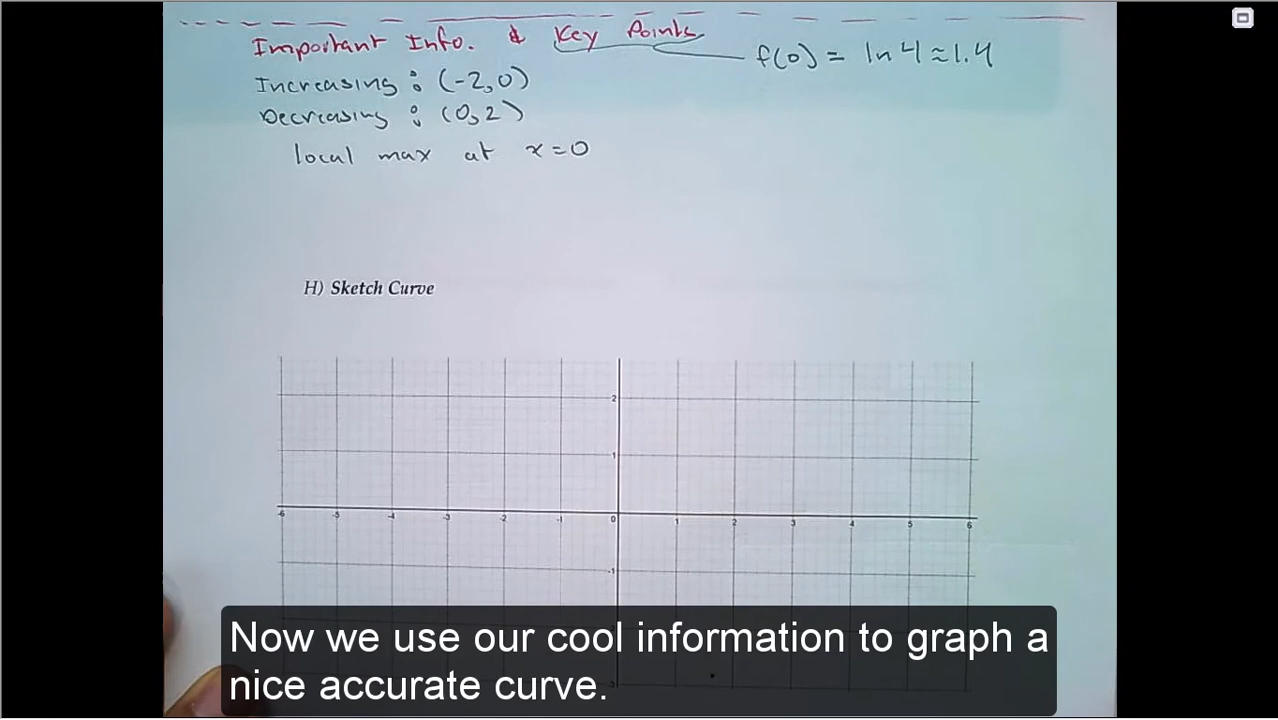 Important Info. & Key Points
f(0) = ln 4 ≈ 1.4
Increasing : (-2,0)
Decreasing : (0,2)
local max at x=0
H) Sketch Curve
2
1
-6 -5 -4 -3 -2 -1 0 1 2 3 4 5 6
-1
Now we use our cool information to graph a
nice accurate curve.